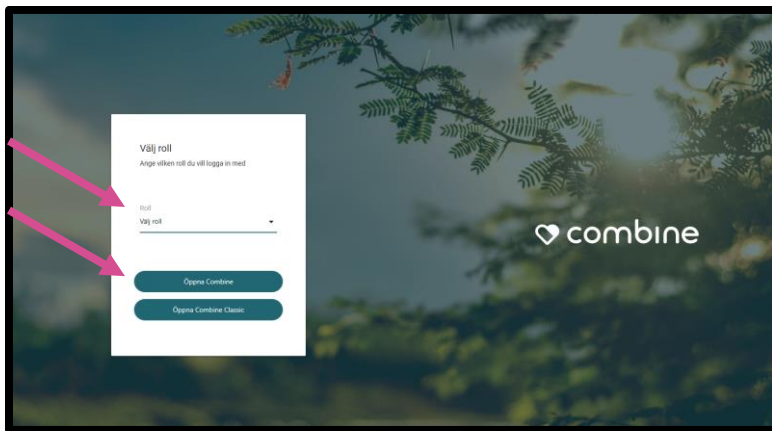 Välj roll
Ange vilken roll du vill logga in med
Roll
Välj roll
Öppna Combine
Öppna Combine Classic
combine